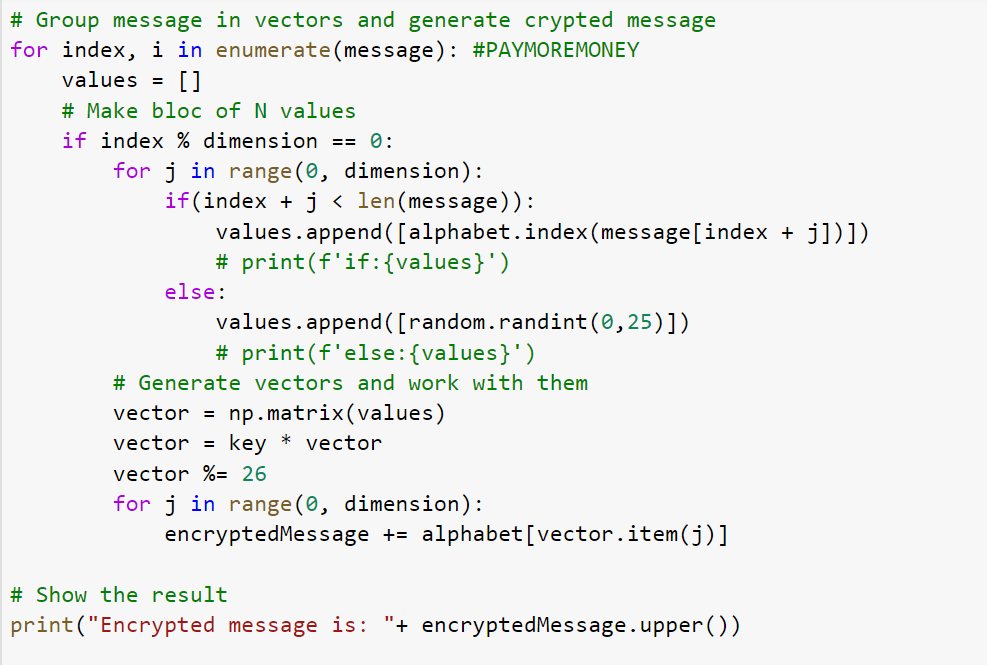 # Group message in vectors and generate crypted message
for index, i in enumerate(message): #PAYMOREMONEY
    values = []
    # Make bloc of N values
    if index % dimension == 0:
        for j in range(0, dimension):
            if(index + j < len(message)):
                values.append([alphabet.index(message[index + j])])
                # print(f'if:{values}')
            else:
                values.append([random.randint(0,25)])
                # print(f'else:{values}')
        # Generate vectors and work with them
        vector = np.matrix(values)
        vector = key * vector
        vector %= 26
        for j in range(0, dimension):
            encryptedMessage += alphabet[vector.item(j)]

# Show the result
print("Encrypted message is: "+ encryptedMessage.upper())